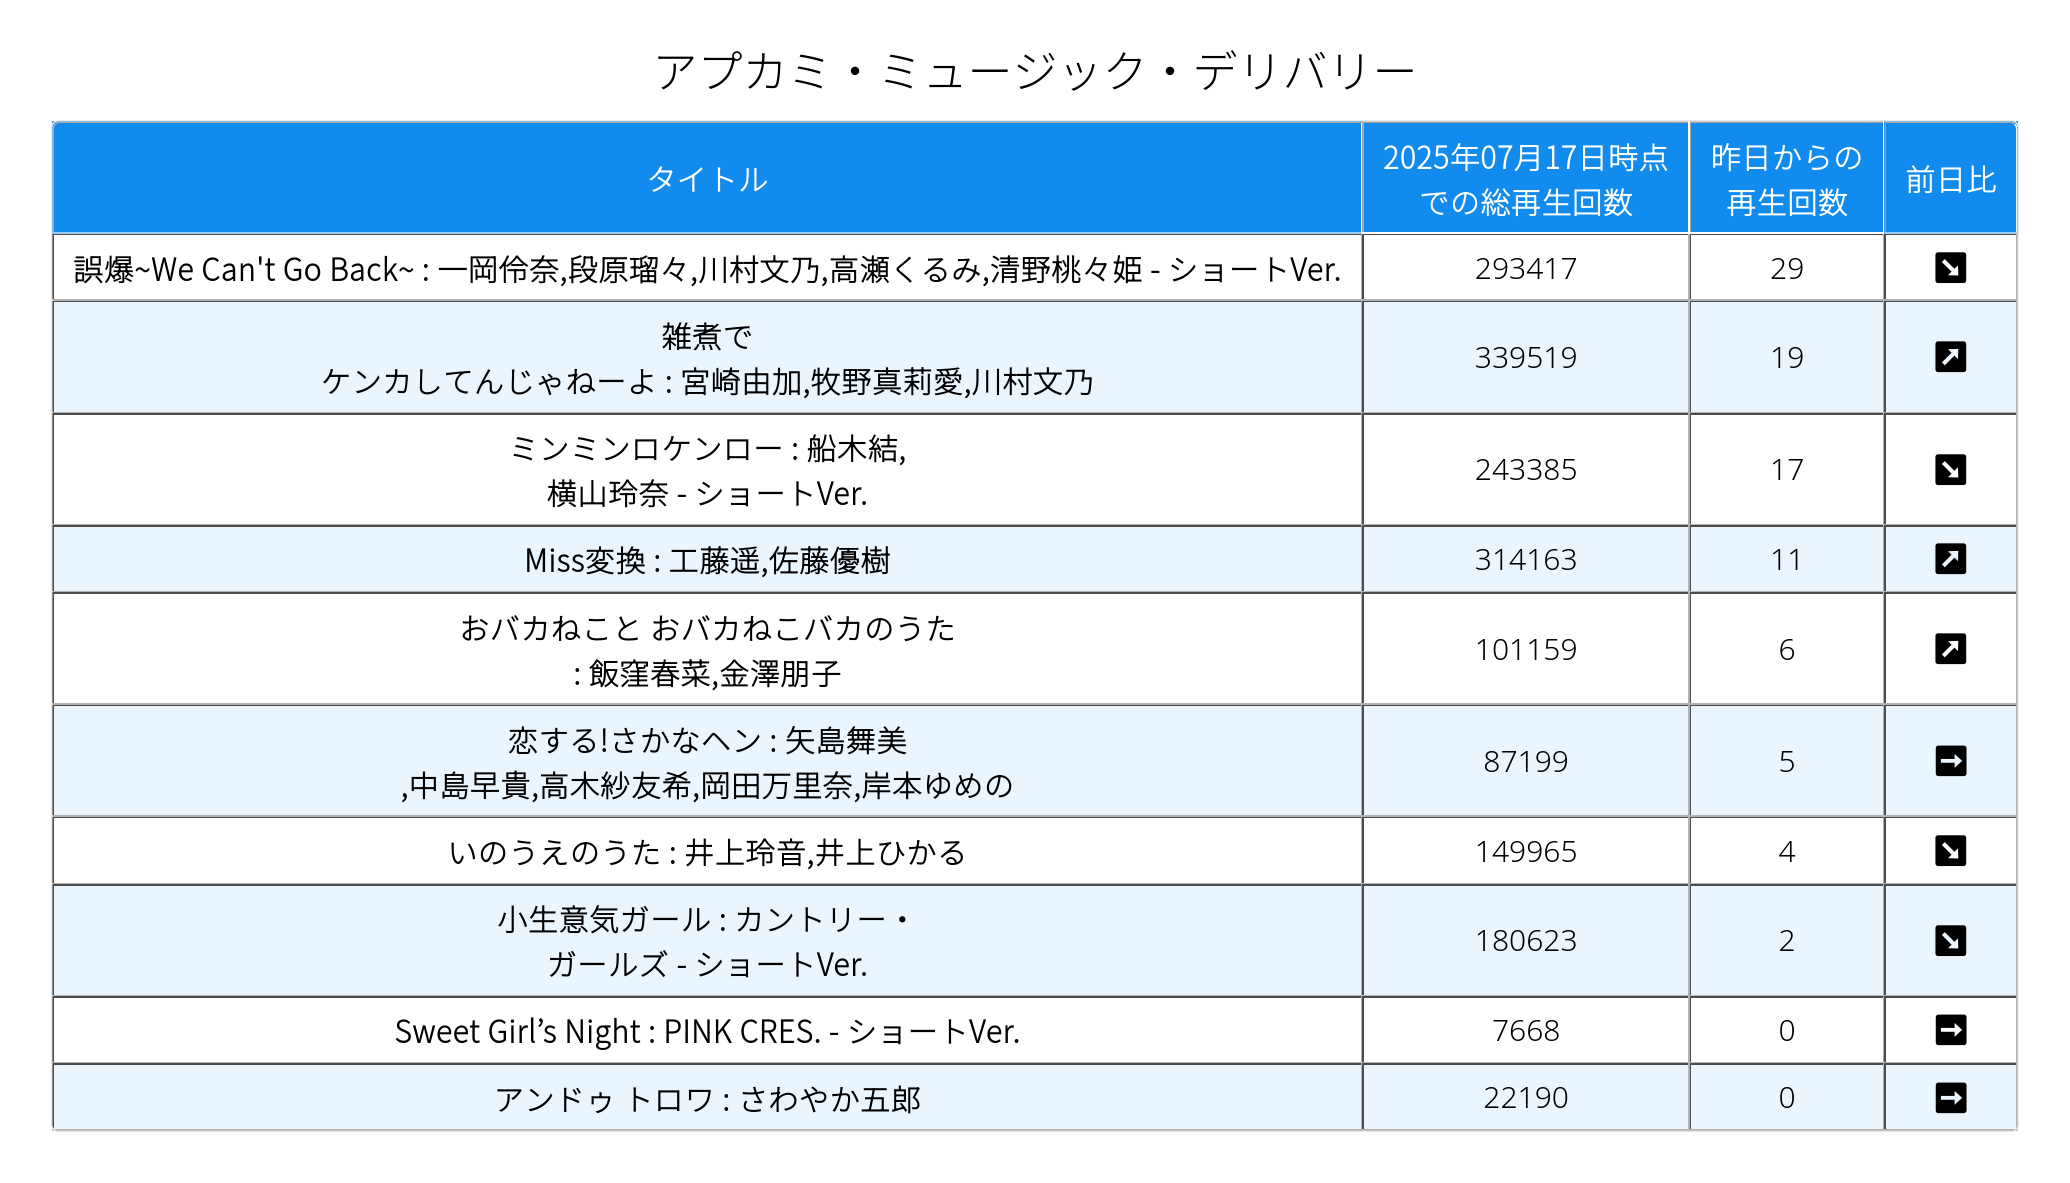 アプカミ・ミュージック・デリバリー
タイトル
2025年07月17日時点
での総再生回数
昨日からの
再生回数
前日比
誤爆~We Can't Go Back~ : 一岡伶奈,段原瑠々,川村文乃,高瀬くるみ,清野桃々姫 - ショートVer.
293417
29
雑煮で
ケンカしてんじゃねーよ : 宮崎由加,牧野真莉愛,川村文乃
339519
19
ミンミンロケンロー : 船木結,
横山玲奈 - ショートVer.
243385
17
Miss変換 : 工藤遥,佐藤優樹
314163
11
おバカねこと おバカねこバカのうた
: 飯窪春菜,金澤朋子
101159
6
恋する!さかなヘン : 矢島舞美
,中島早貴,高木紗友希,岡田万里奈,岸本ゆめの
87199
5
いのうえのうた : 井上玲音,井上ひかる
149965
4
小生意気ガール : カントリー・
ガールズ - ショートVer.
180623
2
Sweet Girl’s Night : PINK CRES. - ショートVer.
7668
0
アンドゥ トロワ : さわやか五郎
22190
0